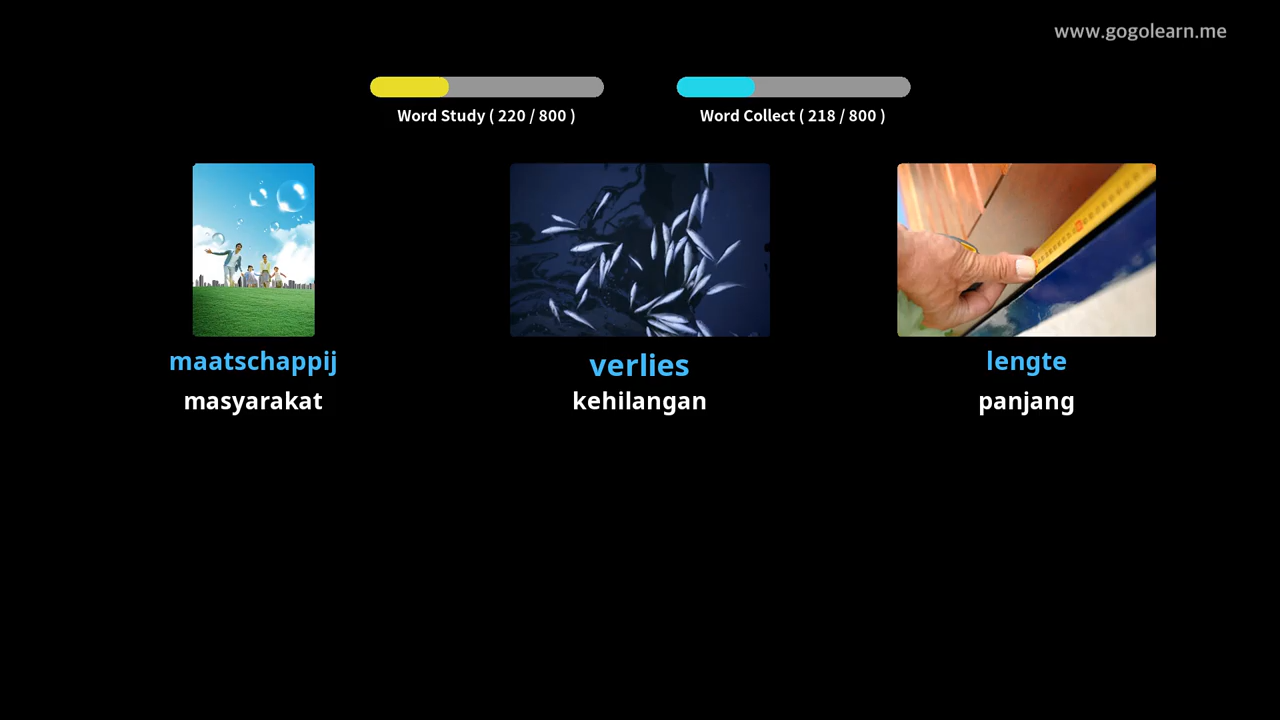 www.gogolearn.me
Word Study ( 220 / 800 )
Word Collect ( 218 / 800 )
maatschappij
masyarakat
verlies
kehilangan
lengte
panjang